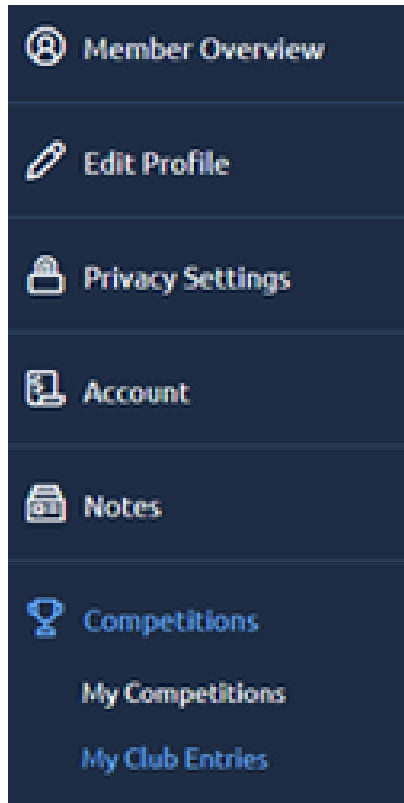 Member Overview
Edit Profile
Privacy Settings
Account
Notes
Competitions
My Competitions
My Club Entries